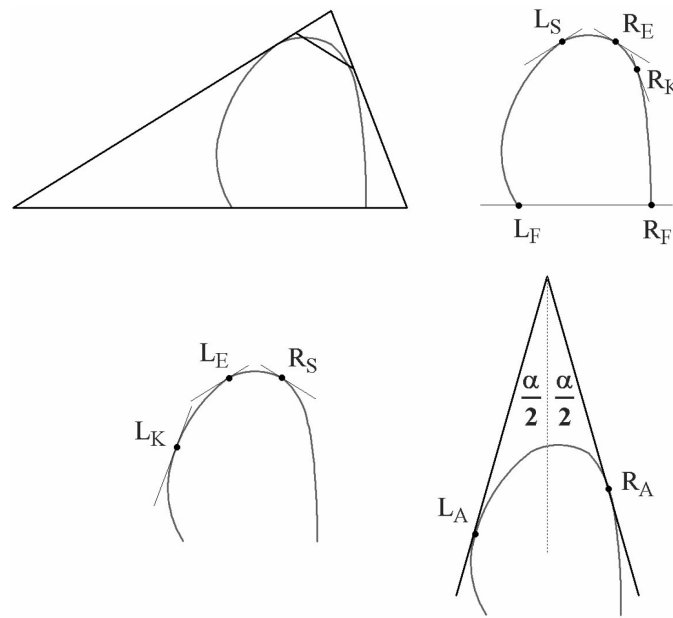 L_S R_E
R_K
L_F R_F
L_E R_S
L_K
α/2 α/2
L_A R_A